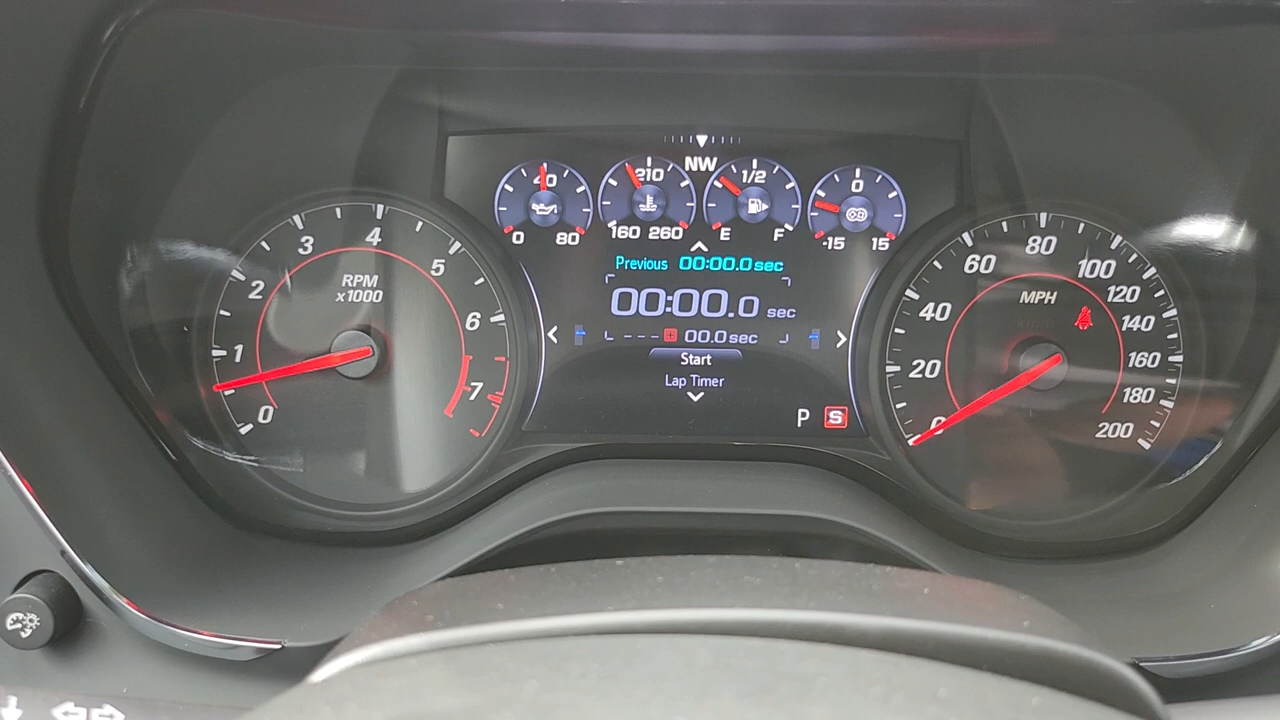 NW
40
0 80
210
160 260
1/2
E F
0
-15 15
Previous 00:00.0 sec
00:00.0 sec
--- 00.0 sec
Start
Lap Timer
P S
RPM
x1000
0
1
2
3
4
5
6
7
MPH
0
20
40
60
80
100
120
140
160
180
200